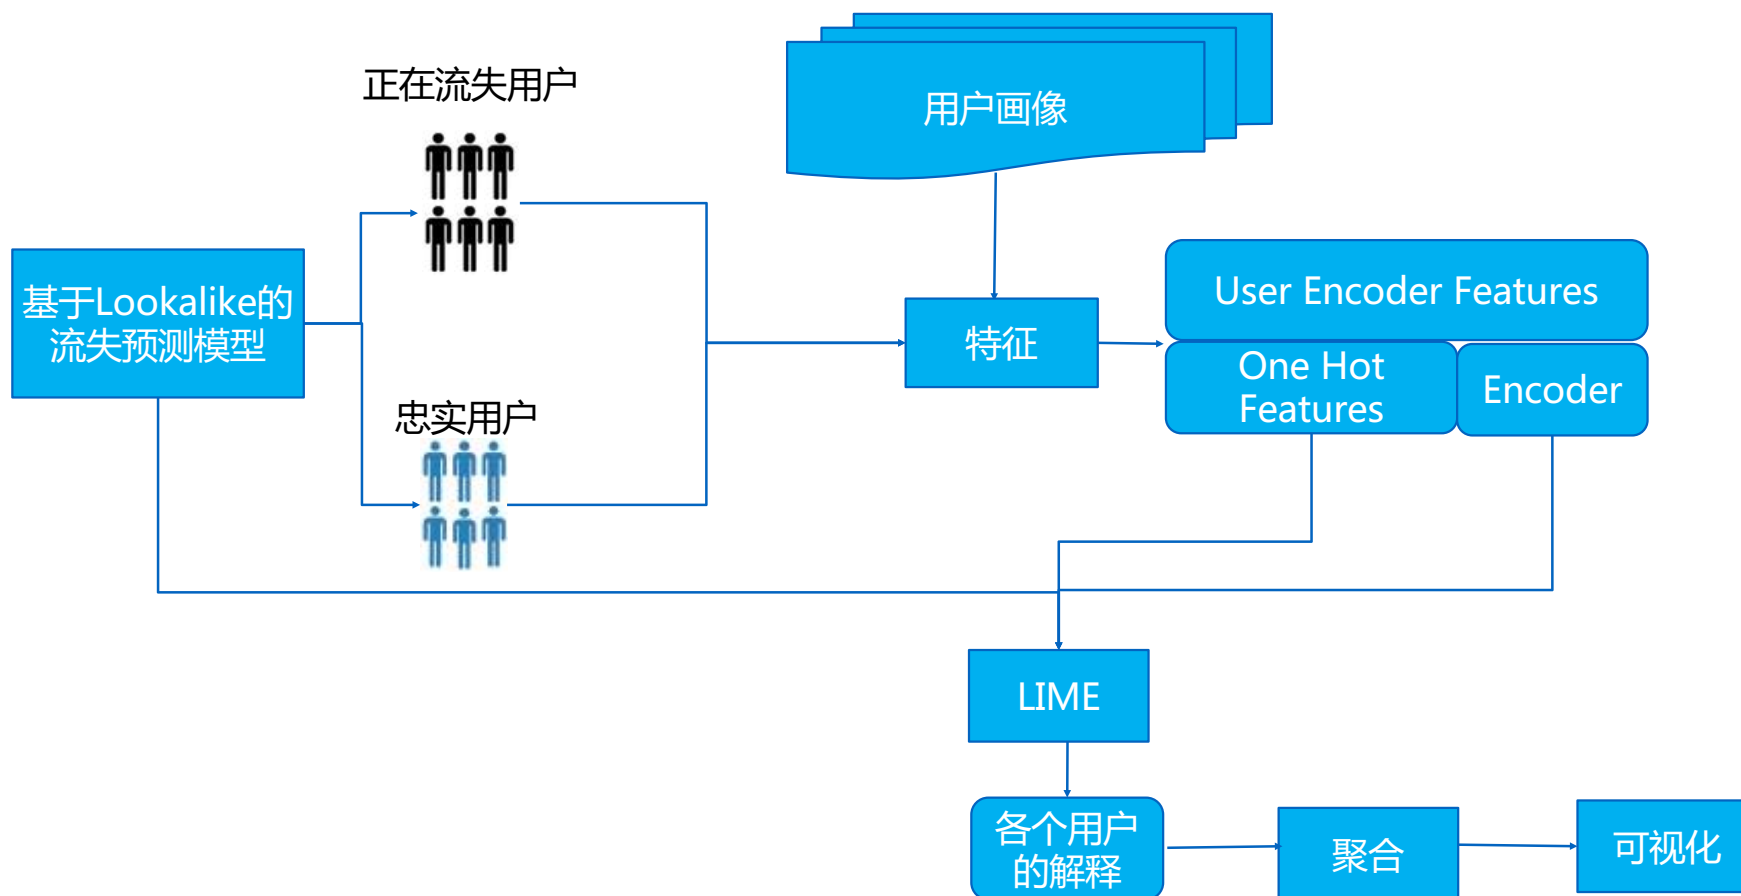 正在流失用户
用户画像
基于Lookalike的
流失预测模型
特征
User Encoder Features
One Hot
Features
Encoder
忠实用户
LIME
各个用户
的解释
聚合
可视化